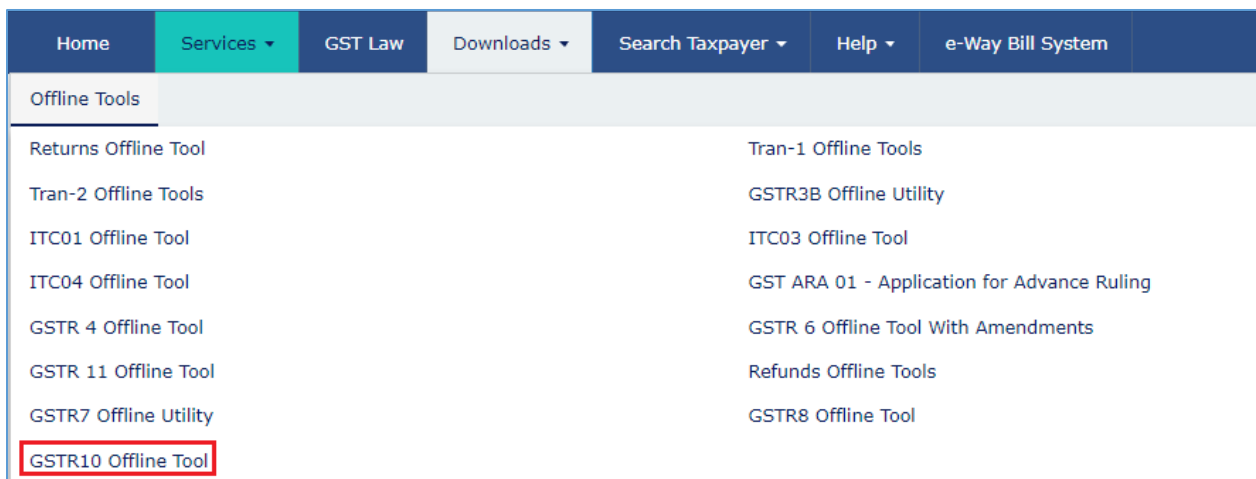 Home Services GST Law Downloads Search Taxpayer Help e-Way Bill System
Offline Tools
Returns Offline Tool Tran-1 Offline Tools
Tran-2 Offline Tools GSTR3B Offline Utility
ITC01 Offline Tool ITC03 Offline Tool
ITC04 Offline Tool GST ARA 01 - Application for Advance Ruling
GSTR 4 Offline Tool GSTR 6 Offline Tool With Amendments
GSTR 11 Offline Tool Refunds Offline Tools
GSTR7 Offline Utility GSTR8 Offline Tool
GSTR10 Offline Tool